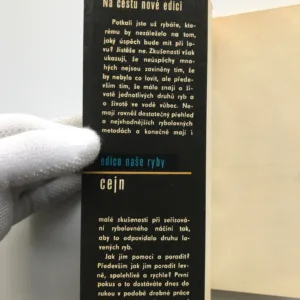 Na cestu nové edici
Potkali jste už rybáře, kte-
rému by nezáleželo na tom,
jaký úspěch bude mít při lo-
vu? Jistěže ne. Zkušenosti však
ukazují, že neúspěchy mno-
hých nejsou zaviněny tím, že
by nebylo co lovit, ale přede-
vším tím, že málo znají o ži-
votě jednotlivých druhů ryb a
o životě ve vodě vůbec. Ne-
mají rovněž dostatečný přehled
o nejvhodnějších rybolovných
metodách a konečně mají i
edice naše ryby
cejn
malé zkušenosti při seřizová-
ní rybolovného náčiní tak,
aby to odpovídalo druhu lo-
vených ryb.
Jak jim pomoci a poradit?
Především jak jim poradit lev-
ně, spolehlivě a rychle? První
pokus o to dostáváte dnes do
rukou v podobě drobné práce